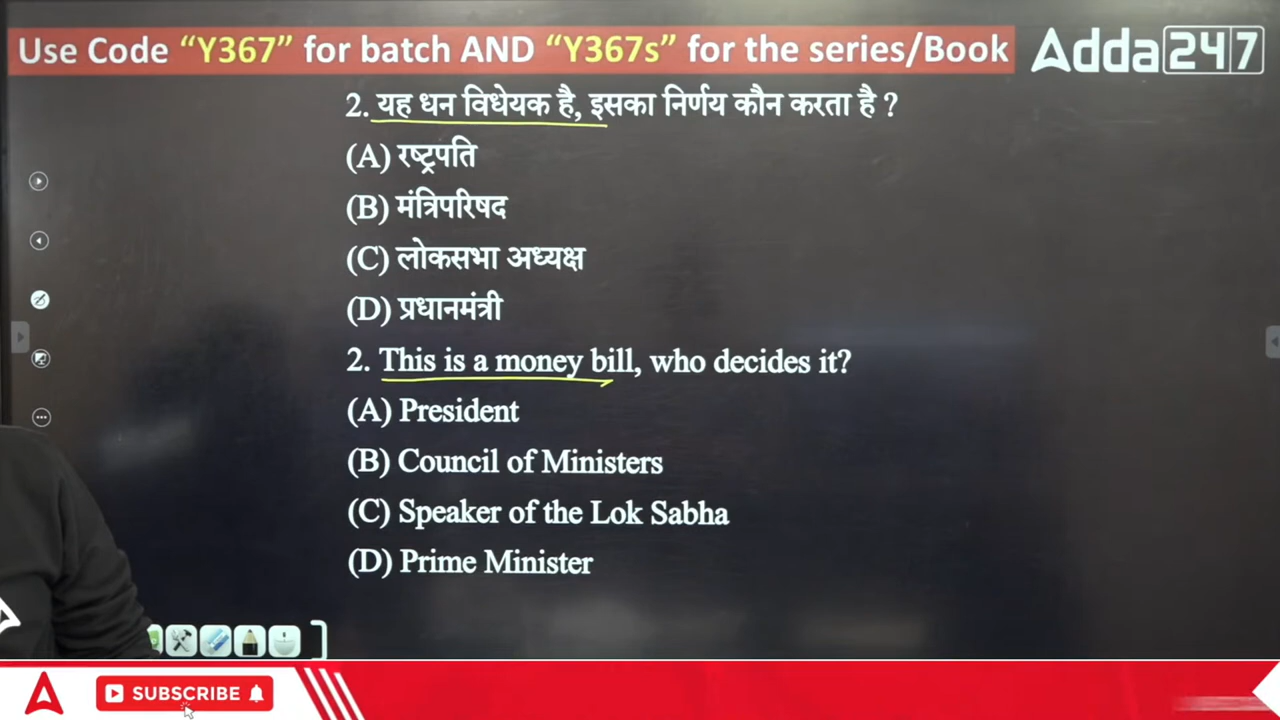 Use Code “Y367” for batch AND “Y367s” for the series/Book
Adda247
2. यह धन विधेयक है, इसका निर्णय कौन करता है ?
(A) रष्ट्रपति
(B) मंत्रिपरिषद
(C) लोकसभा अध्यक्ष
(D) प्रधानमंत्री
2. This is a money bill, who decides it?
(A) President
(B) Council of Ministers
(C) Speaker of the Lok Sabha
(D) Prime Minister
SUBSCRIBE